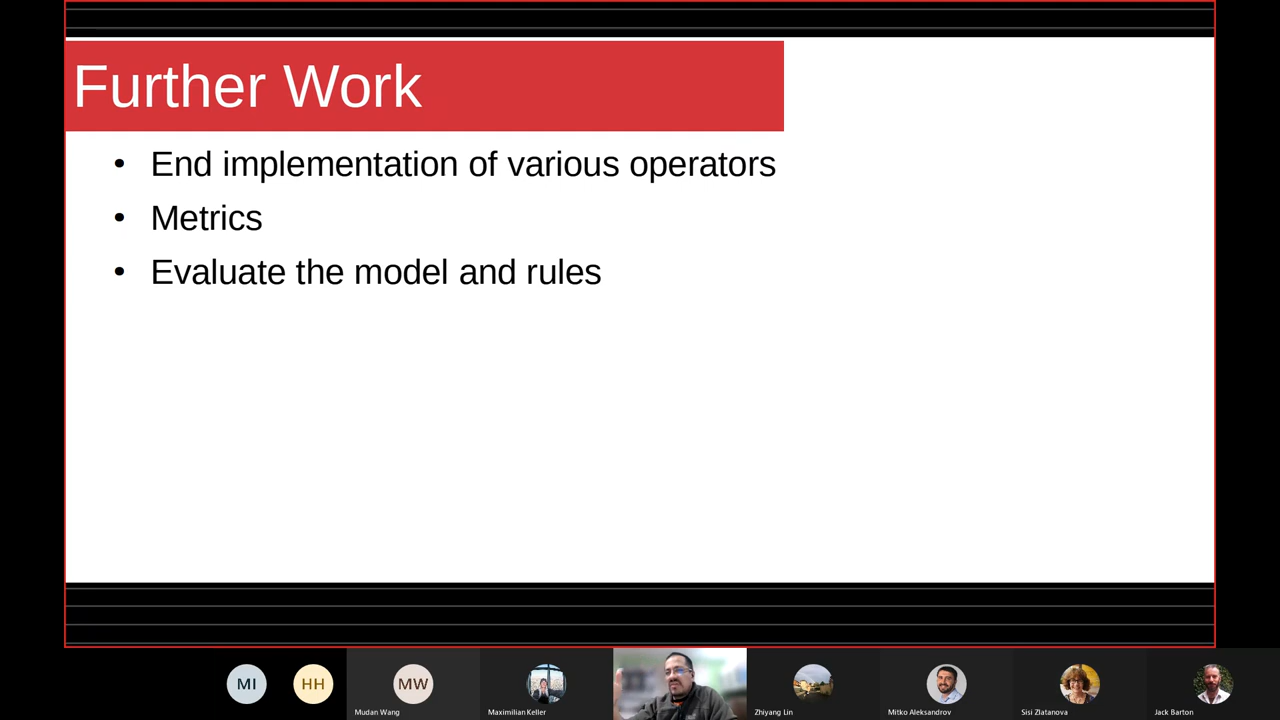 Further Work
• End implementation of various operators
• Metrics
• Evaluate the model and rules
MI
HH
MW
Mudan Wang
Maximilian Keller
Zhiyang Lin
Mitko Aleksandrov
Sisi Zlatanova
Jack Barton